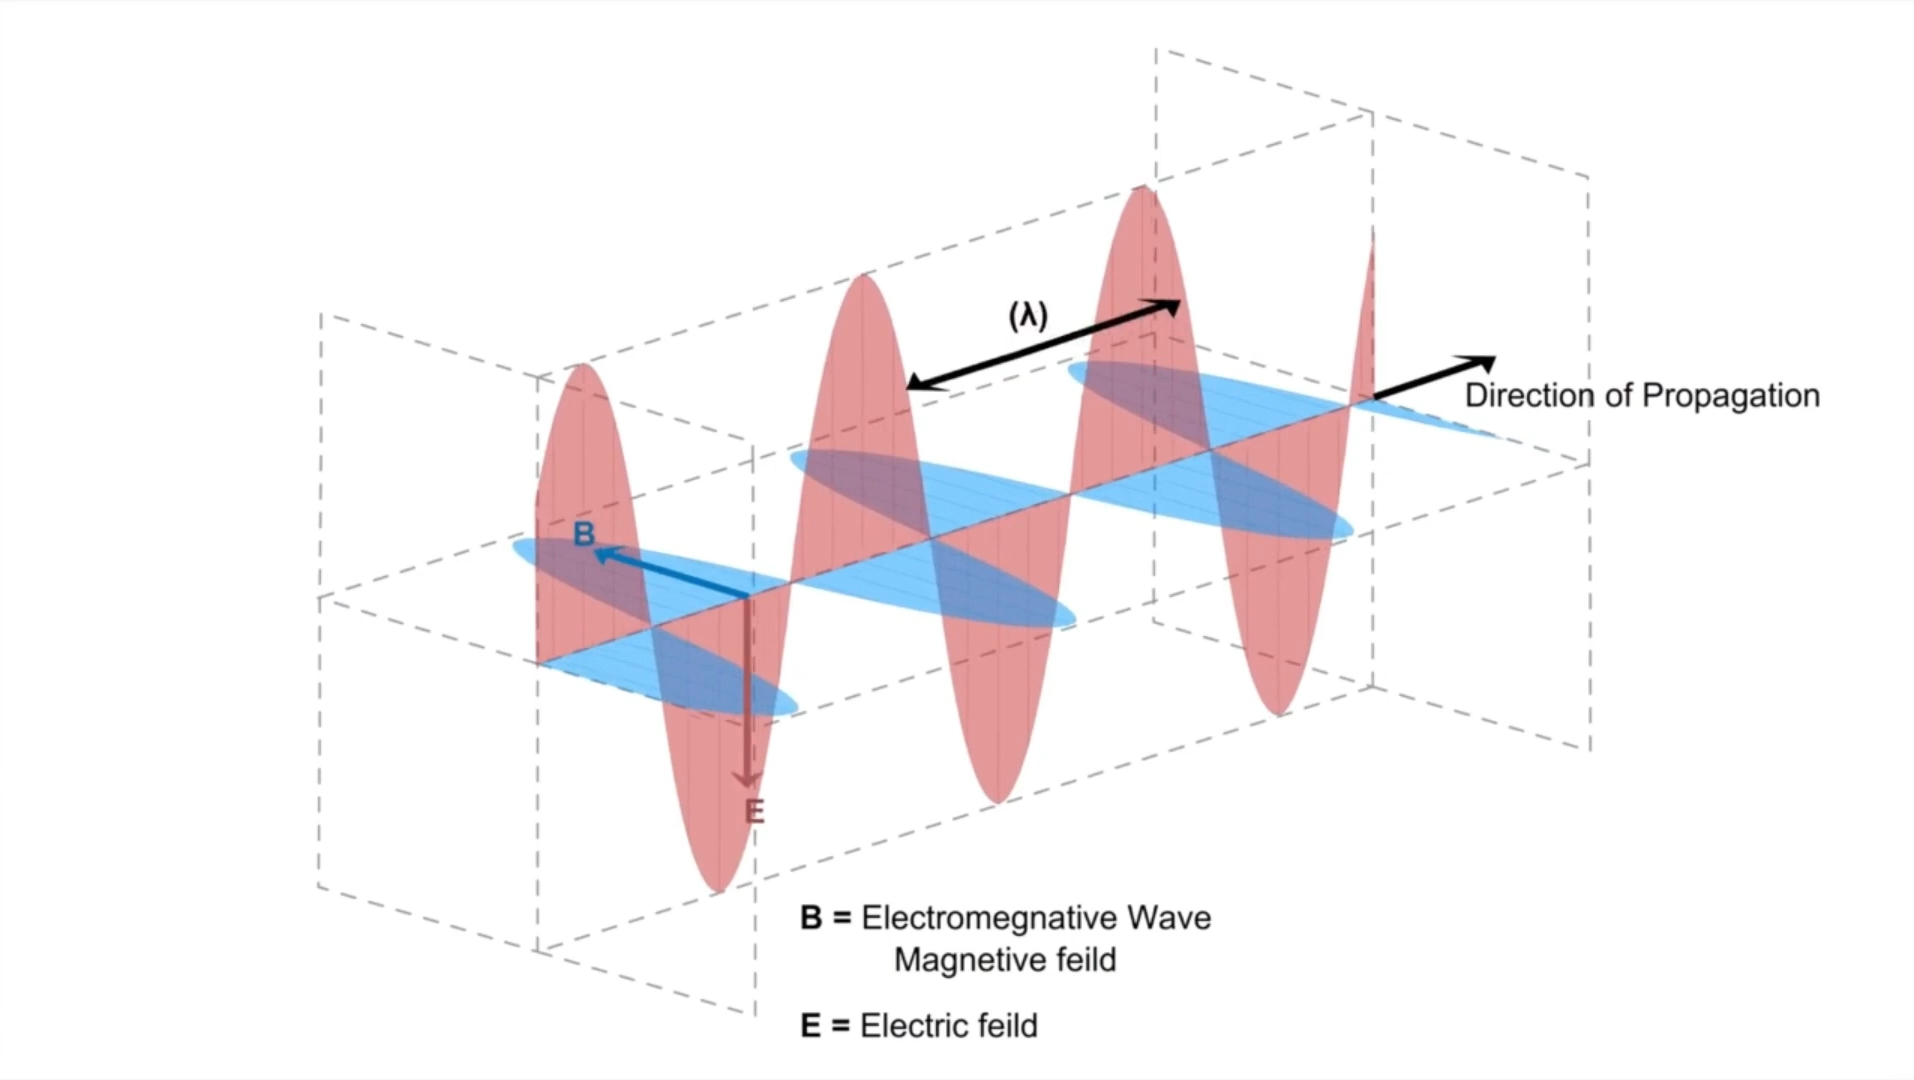 (λ)
Direction of Propagation
B
E
B = Electromegnative Wave
Magnetive feild
E = Electric feild